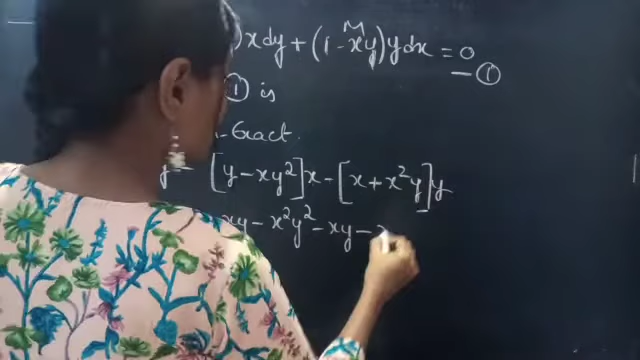 )xdy + (1 - xy)ydx = 0
M
— ①
① is
Exact.
y = [y - xy²]x - [x + x²y]y
xy - x²y² - xy -